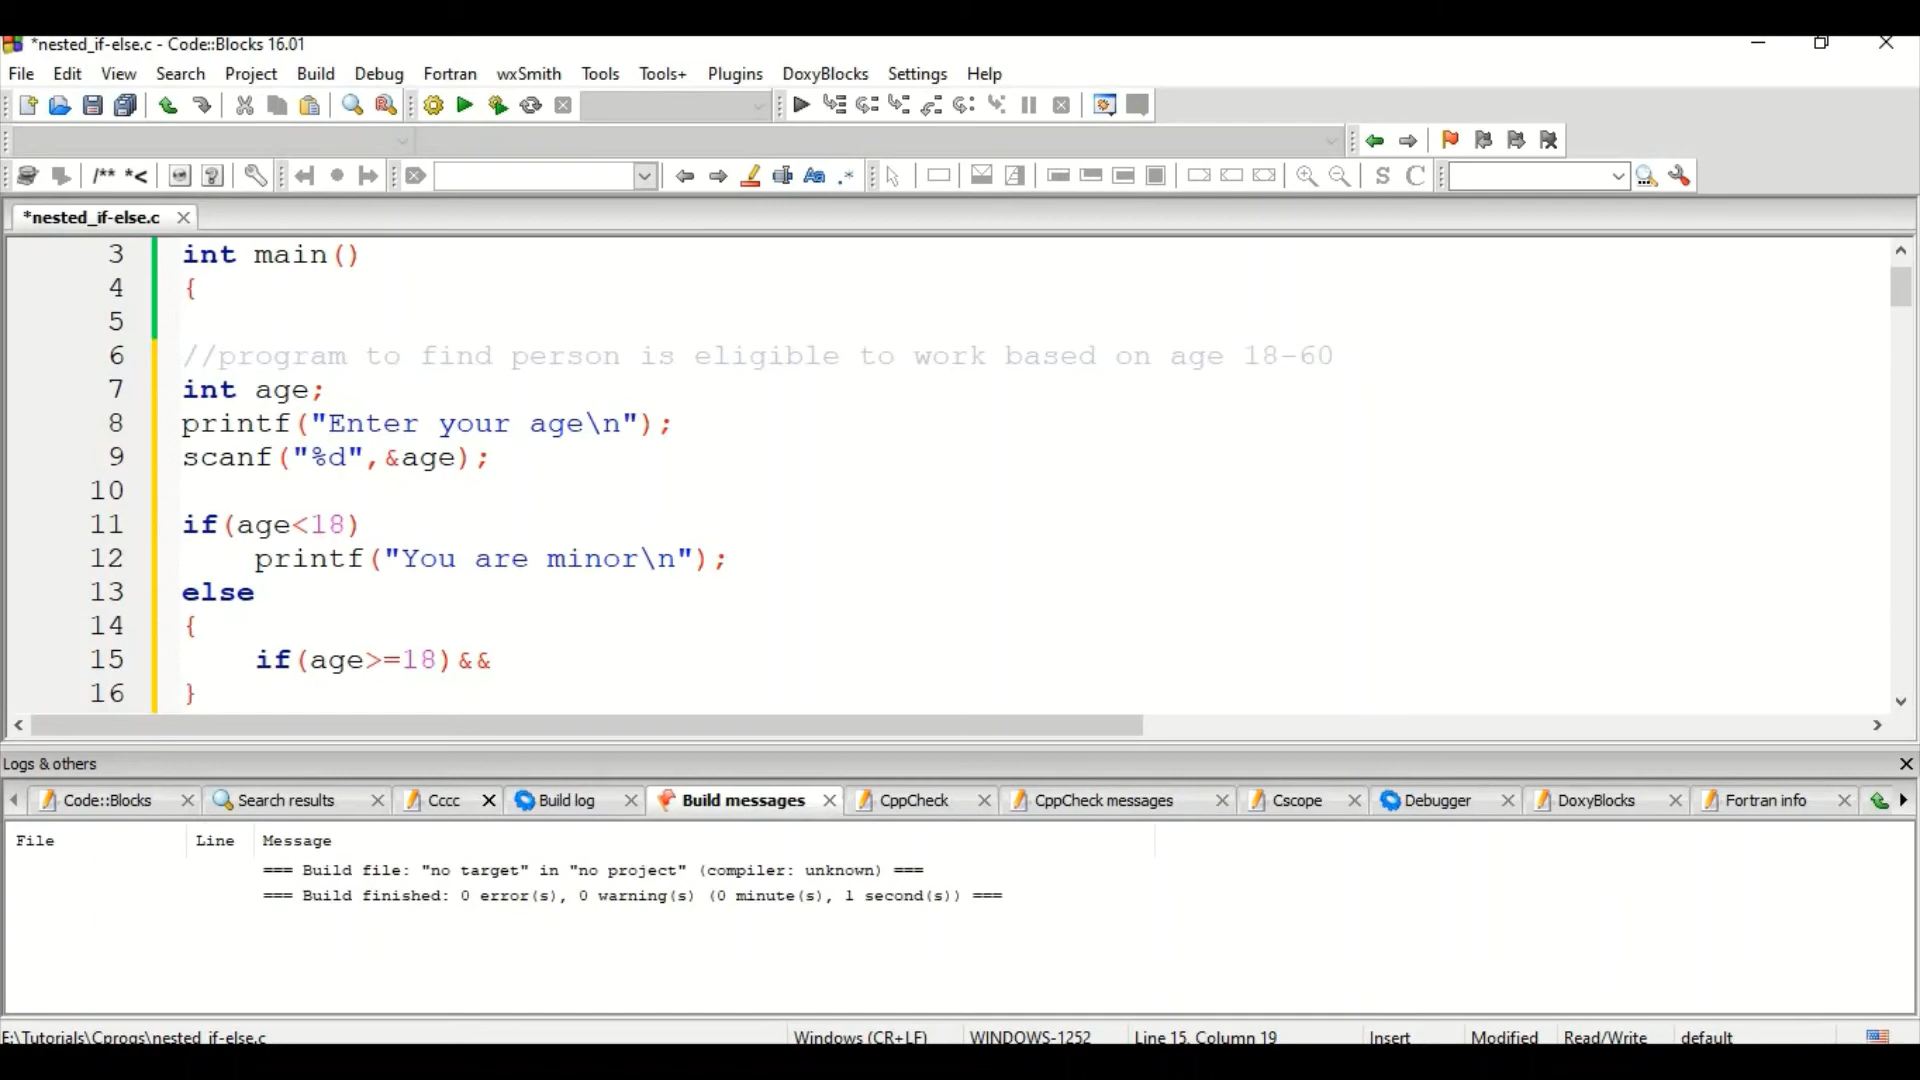 *nested_if-else.c - Code::Blocks 16.01
File Edit View Search Project Build Debug Fortran wxSmith Tools Tools+ Plugins DoxyBlocks Settings Help
/** *<
Aa .*
S C
*nested_if-else.c
3 int main()
4 {
5
6 //program to find person is eligible to work based on age 18-60
7 int age;
8 printf("Enter your age\n");
9 scanf("%d",&age);
10
11 if(age<18)
12 printf("You are minor\n");
13 else
14 {
15 if(age>=18)&&
16 }
Logs & others
Code::Blocks Search results Cccc Build log Build messages CppCheck CppCheck messages Cscope Debugger DoxyBlocks Fortran info
File Line Message
=== Build file: "no target" in "no project" (compiler: unknown) ===
=== Build finished: 0 error(s), 0 warning(s) (0 minute(s), 1 second(s)) ===
E:\Tutorials\Cprogs\nested_if-else.c Windows (CR+LF) WINDOWS-1252 Line 15, Column 19 Insert Modified Read/Write default